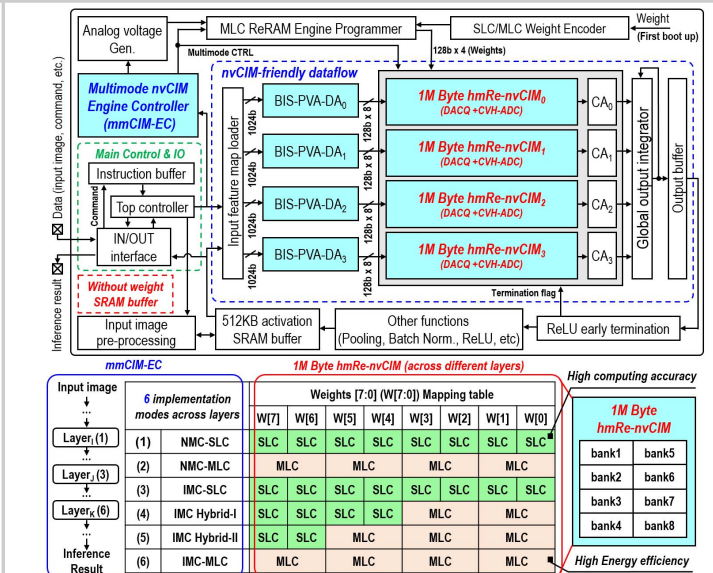 Analog voltage Gen.
MLC ReRAM Engine Programmer
SLC/MLC Weight Encoder
Weight
(First boot up)
Multimode CTRL
128b x 4 (Weights)
Multimode nvCIM
Engine Controller
(mmCIM-EC)
nvCIM-friendly dataflow
Main Control & IO
Instruction buffer
Command
Top controller
IN/OUT
interface
Data (input image, command, etc.)
Inference result
Without weight
SRAM buffer
Input image
pre-processing
Input feature map loader
1024b
BIS-PVA-DA0
128b x 8
1M Byte hmRe-nvCIM0
(DACQ +CVH-ADC)
CA0
1024b
BIS-PVA-DA1
128b x 8
1M Byte hmRe-nvCIM1
(DACQ +CVH-ADC)
CA1
1024b
BIS-PVA-DA2
128b x 8
1M Byte hmRe-nvCIM2
(DACQ +CVH-ADC)
CA2
1024b
BIS-PVA-DA3
128b x 8
1M Byte hmRe-nvCIM3
(DACQ +CVH-ADC)
CA3
Global output integrator
Output buffer
Termination flag
512KB activation
SRAM buffer
Other functions
(Pooling, Batch Norm., ReLU, etc)
ReLU early termination
mmCIM-EC
1M Byte hmRe-nvCIM (across different layers)
High computing accuracy
Input image
...
LayerI (1)
...
LayerJ (3)
...
LayerK (6)
...
Inference
Result
6 implementation
modes across layers
Weights [7:0] (W[7:0]) Mapping table
W[7] W[6] W[5] W[4] W[3] W[2] W[1] W[0]
(1) NMC-SLC SLC SLC SLC SLC SLC SLC SLC SLC
(2) NMC-MLC MLC MLC MLC MLC
(3) IMC-SLC SLC SLC SLC SLC SLC SLC SLC SLC
(4) IMC Hybrid-I SLC SLC SLC SLC MLC MLC
(5) IMC Hybrid-II SLC SLC MLC MLC MLC
(6) IMC-MLC MLC MLC MLC MLC
1M Byte
hmRe-nvCIM
bank1 bank5
bank2 bank6
bank3 bank7
bank4 bank8
High Energy efficiency